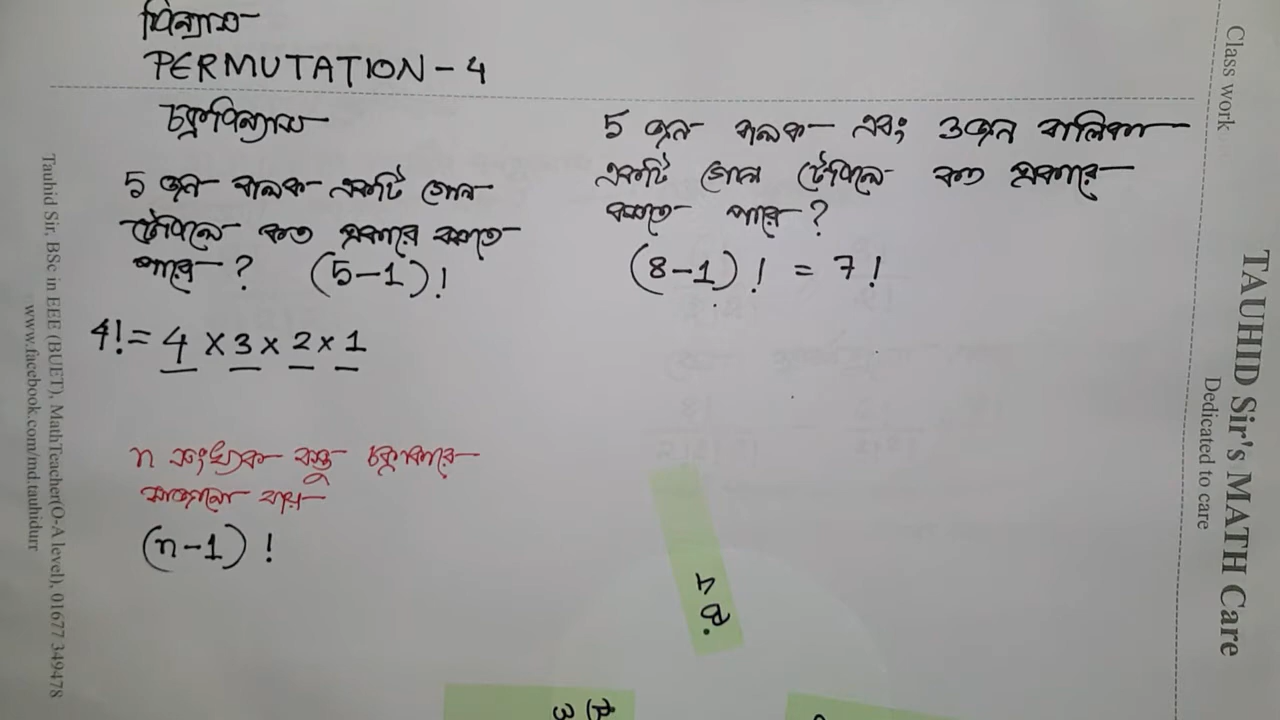 বিন্যাস
PERMUTATION - 4
চক্রবিন্যাস
5 জন বালক একটি গোল
টেবিলে কত প্রকারে বসতে
পারে ? (5-1)!
4! = 4 × 3 × 2 × 1
n সংখ্যক বস্তু চক্রাকারে
সাজানো যায়
(n-1) !
5 জন বালক এবং 3জন বালিকা
একটি গোল টেবিলে কত প্রকারে
বসতে পারে ?
(8-1) ! = 7 !
B
4
3
Class work
TAUHID Sir's MATH Care
Dedicated to care
Tauhid Sir, BSc in EEE (BUET), MathTeacher(O-A level), 01677 349478
www.facebook.com/md.tauhidurr